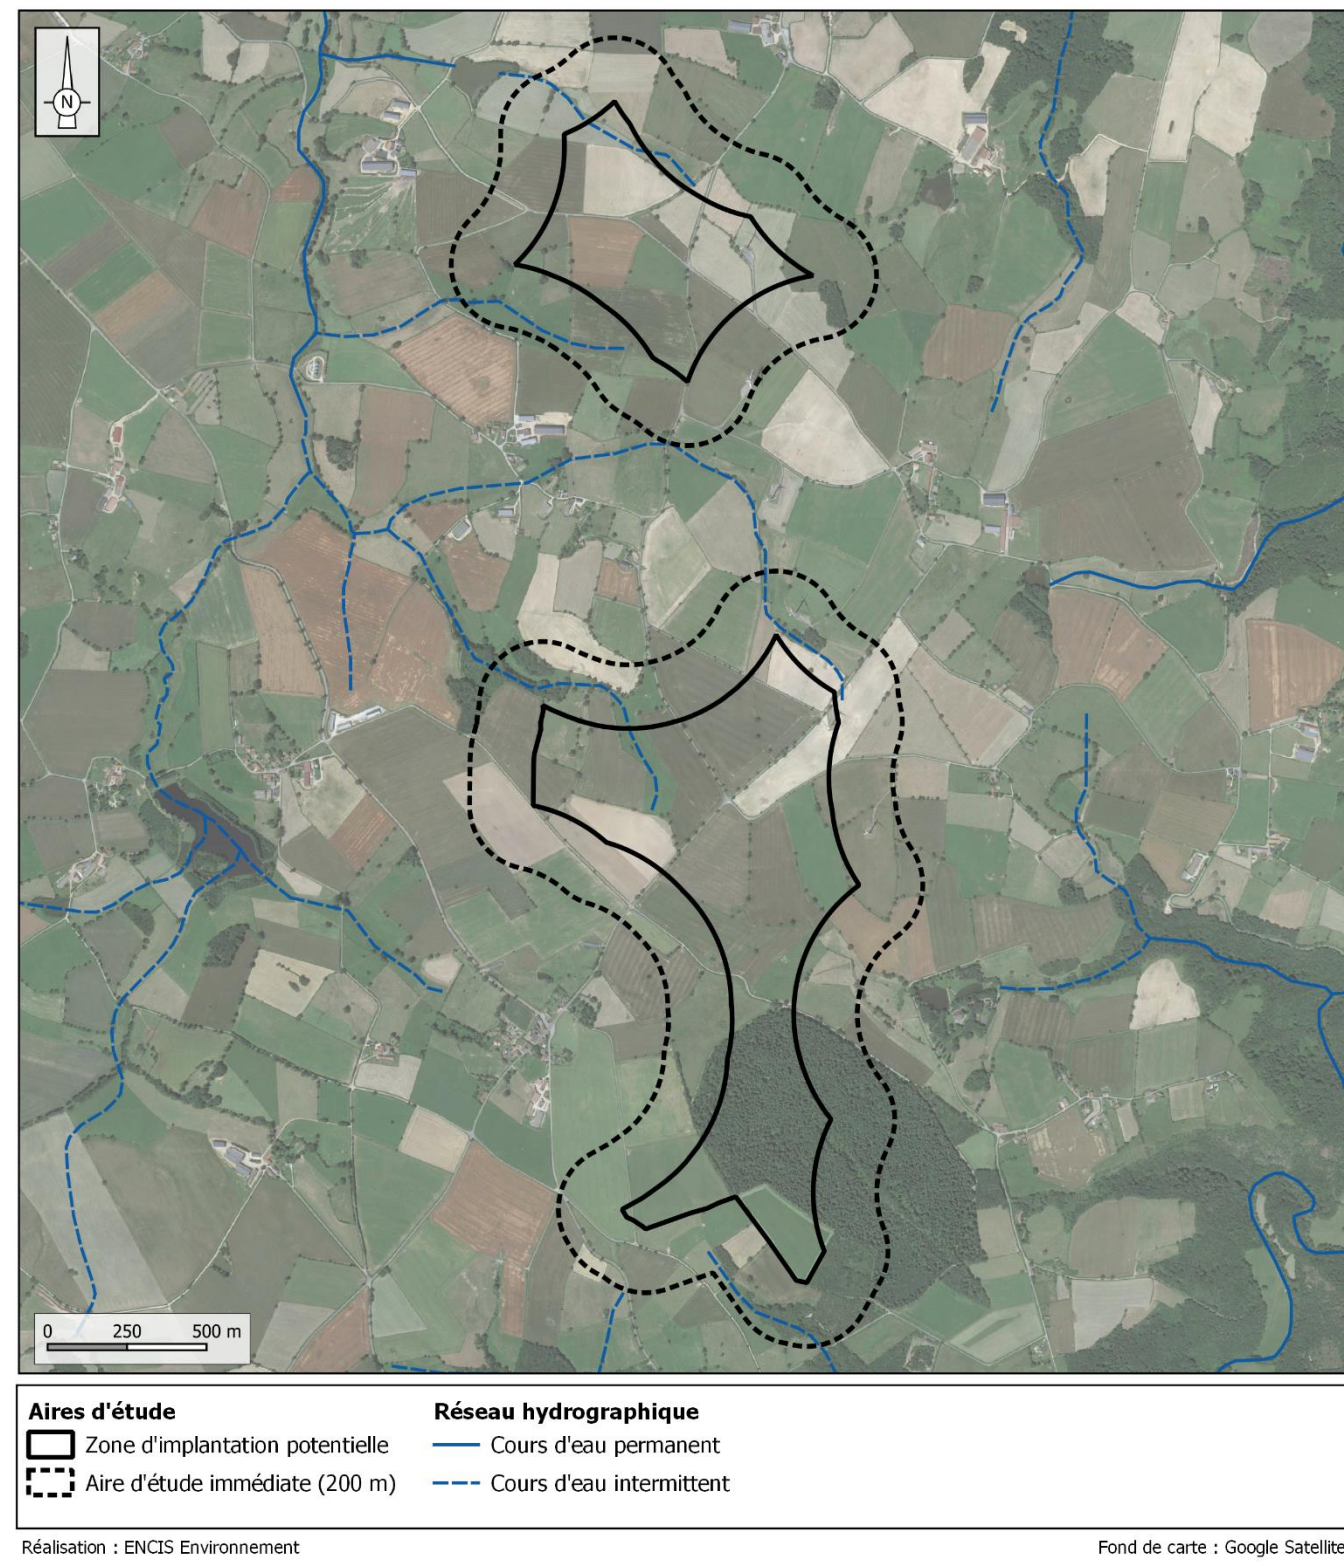 N
0 250 500 m
Aires d'étude
Zone d'implantation potentielle
Aire d'étude immédiate (200 m)
Réseau hydrographique
Cours d'eau permanent
Cours d'eau intermittent
Réalisation : ENCIS Environnement
Fond de carte : Google Satellite